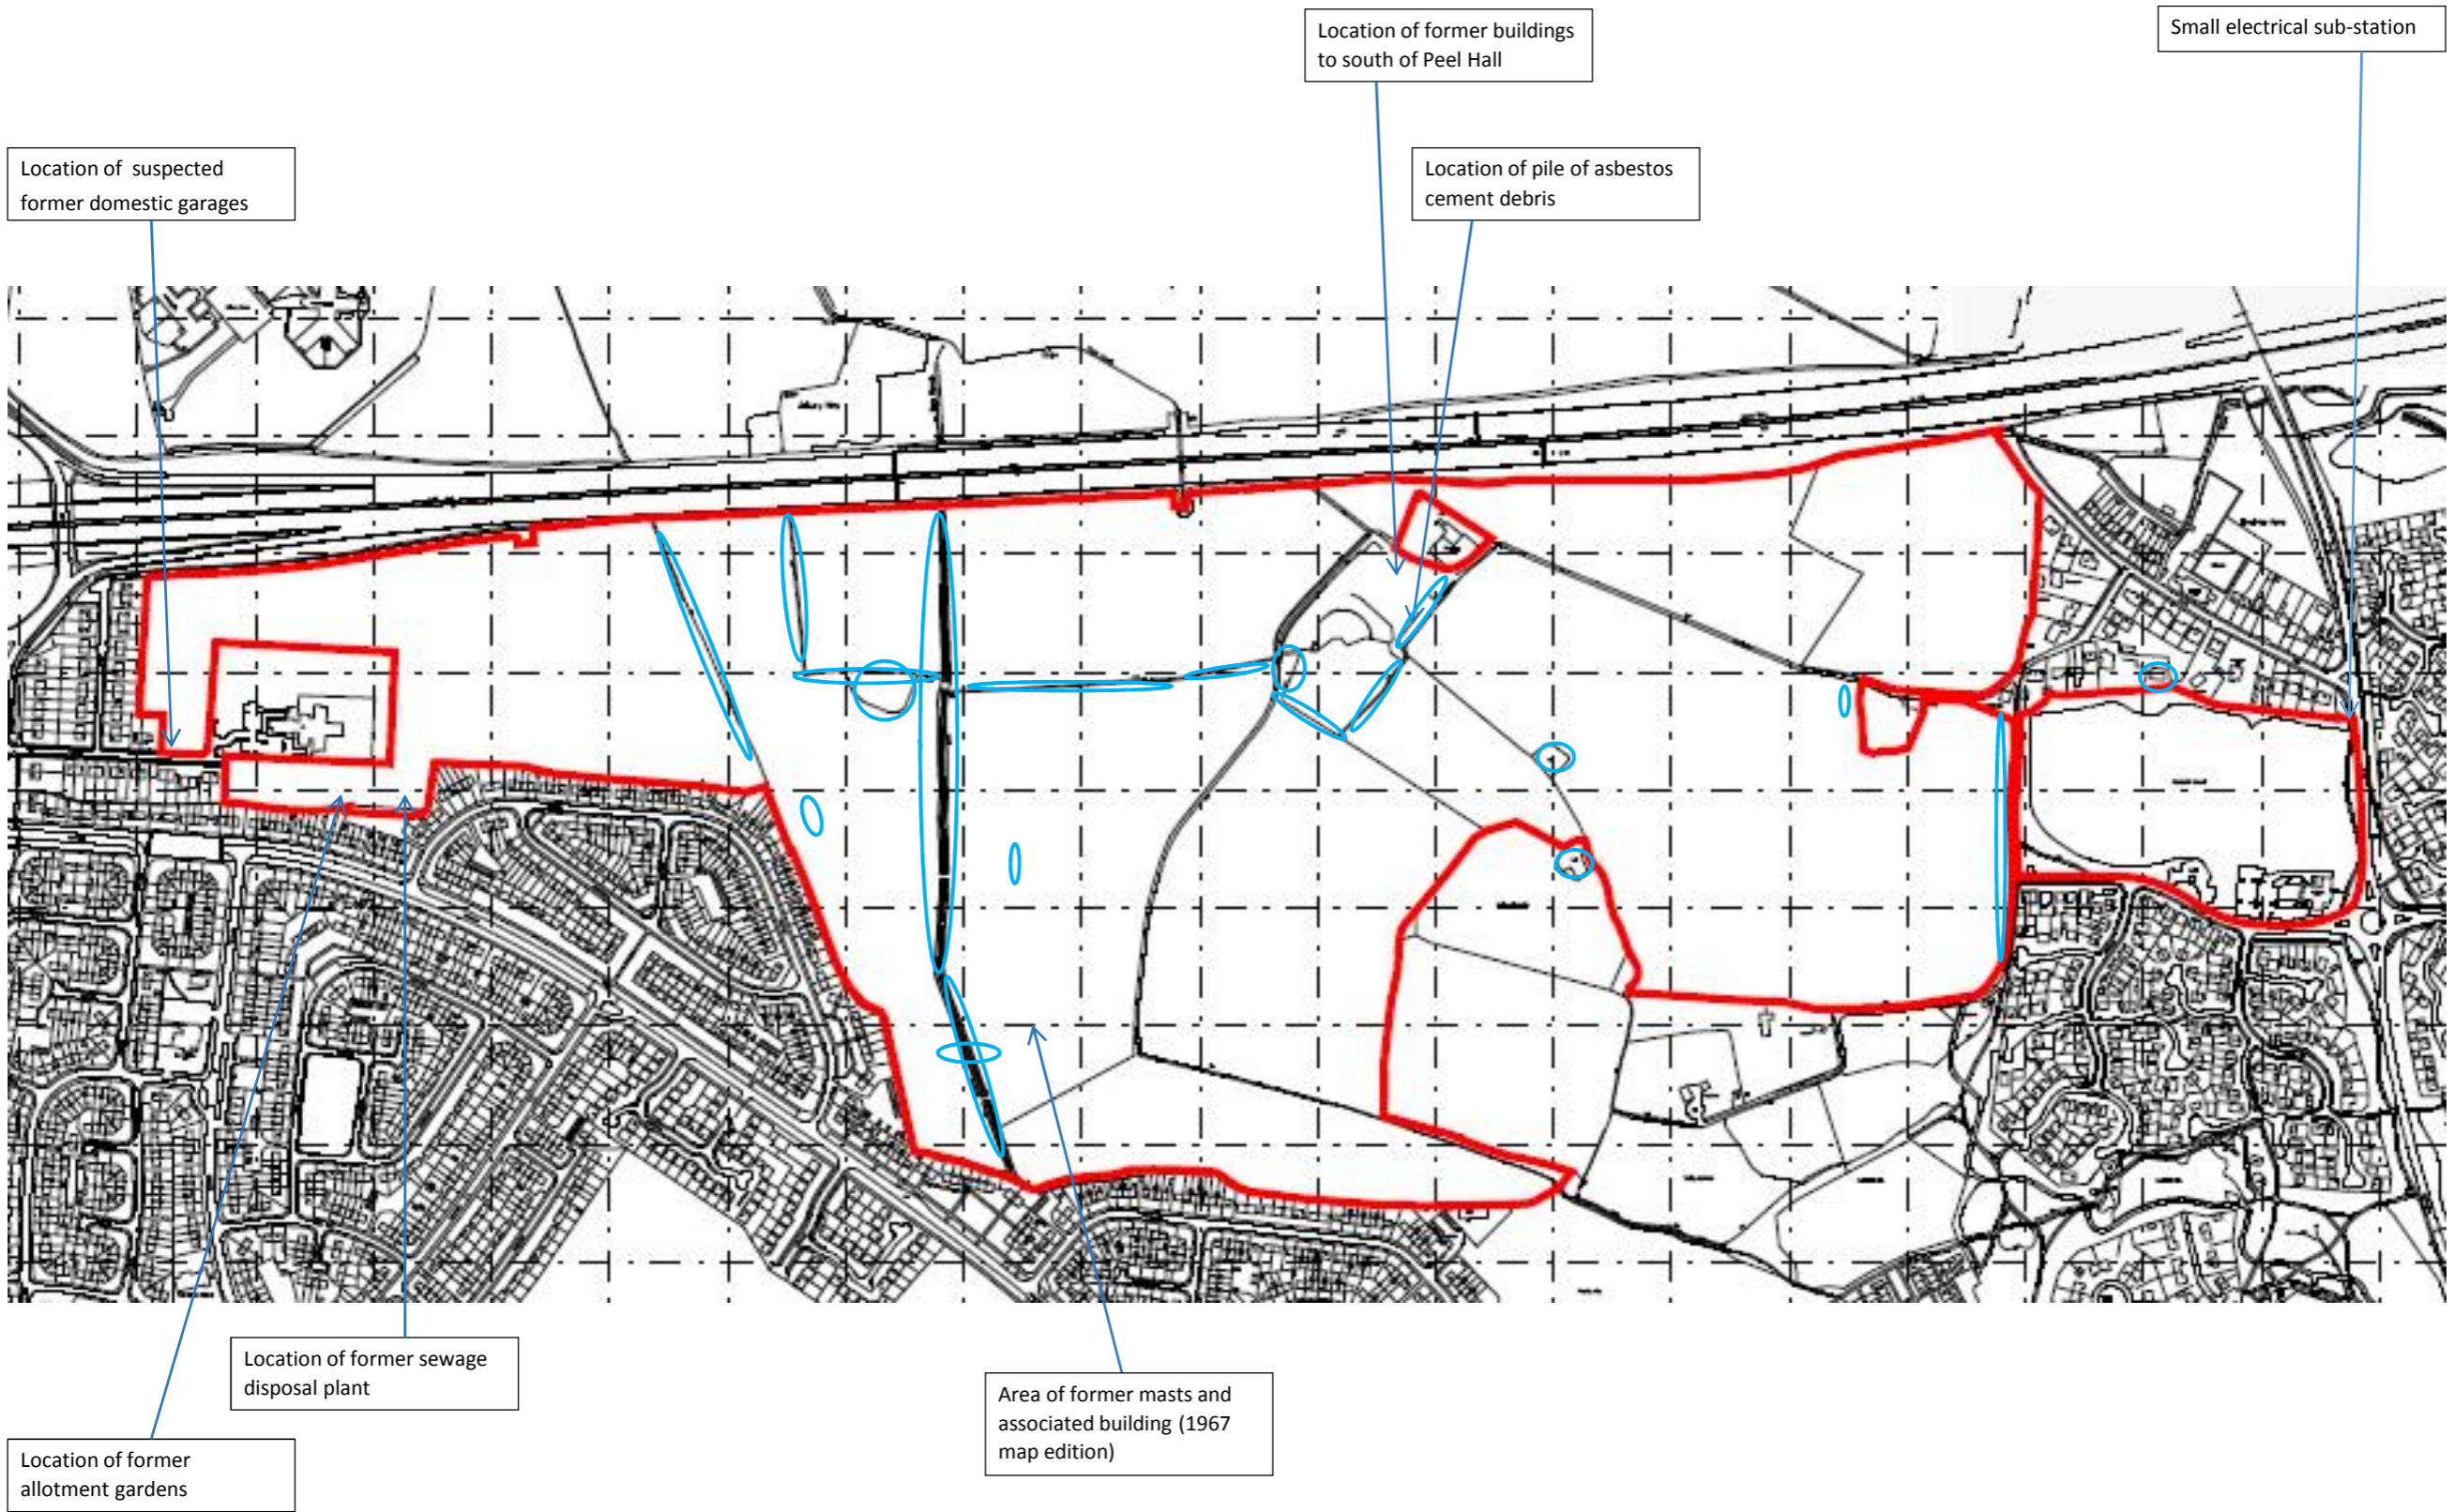 Small electrical sub-station
Location of former buildings
to south of Peel Hall
Location of suspected
former domestic garages
Location of pile of asbestos
cement debris
Location of former sewage
disposal plant
Area of former masts and
associated building (1967
map edition)
Location of former
allotment gardens